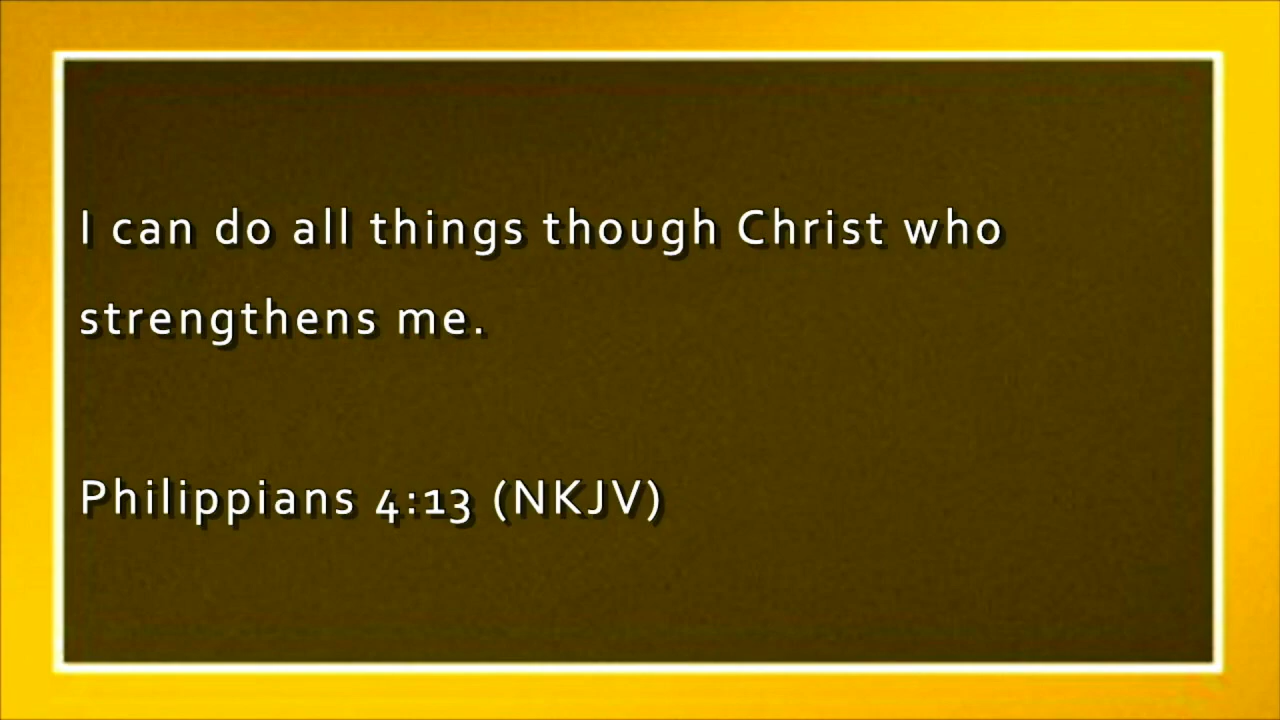 I can do all things though Christ who
strengthens me.
Philippians 4:13 (NKJV)